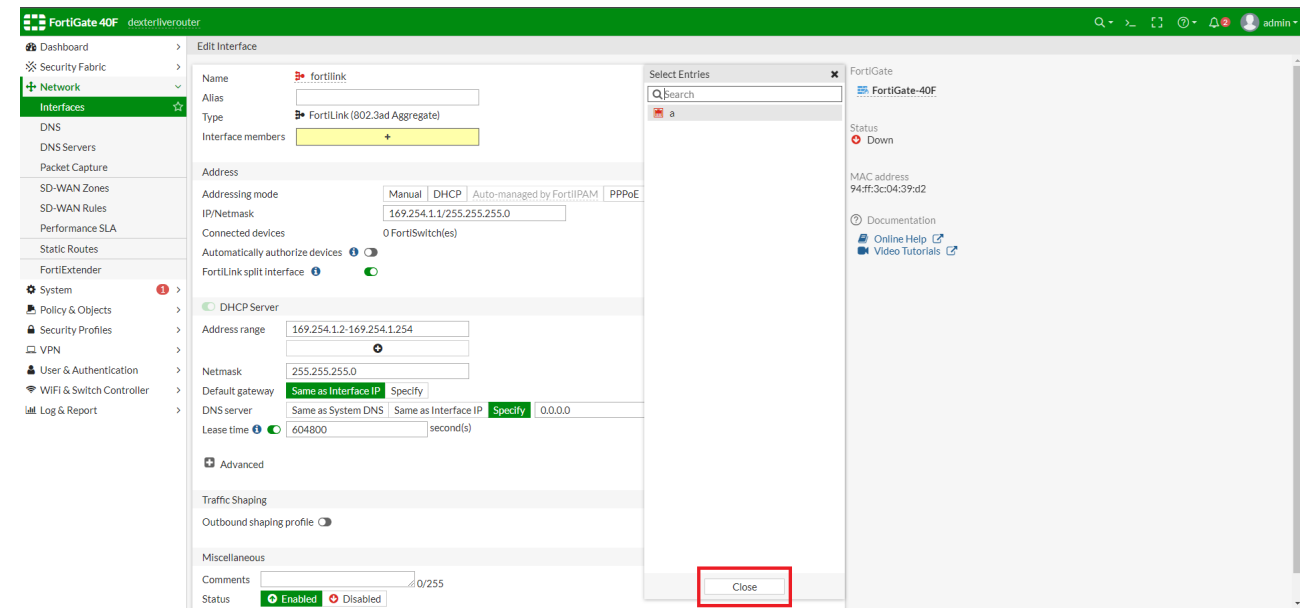 FortiGate 40F dexterliverouter admin
2
Dashboard
Security Fabric
Network
Interfaces
DNS
DNS Servers
Packet Capture
SD-WAN Zones
SD-WAN Rules
Performance SLA
Static Routes
FortiExtender
System 1
Policy & Objects
Security Profiles
VPN
User & Authentication
WiFi & Switch Controller
Log & Report
Edit Interface
Name fortilink
Alias
Type FortiLink (802.3ad Aggregate)
Interface members +
Address
Addressing mode Manual DHCP Auto-managed by FortiIPAM PPPoE
IP/Netmask 169.254.1.1/255.255.255.0
Connected devices 0 FortiSwitch(es)
Automatically authorize devices
FortiLink split interface
DHCP Server
Address range 169.254.1.2-169.254.1.254
Netmask 255.255.255.0
Default gateway Same as Interface IP Specify
DNS server Same as System DNS Same as Interface IP Specify 0.0.0.0
Lease time 604800 second(s)
Advanced
Traffic Shaping
Outbound shaping profile
Miscellaneous
Comments 0/255
Status Enabled Disabled
Select Entries
Search
a
Close
FortiGate
FortiGate-40F
Status
Down
MAC address
94:ff:3c:04:39:d2
Documentation
Online Help
Video Tutorials